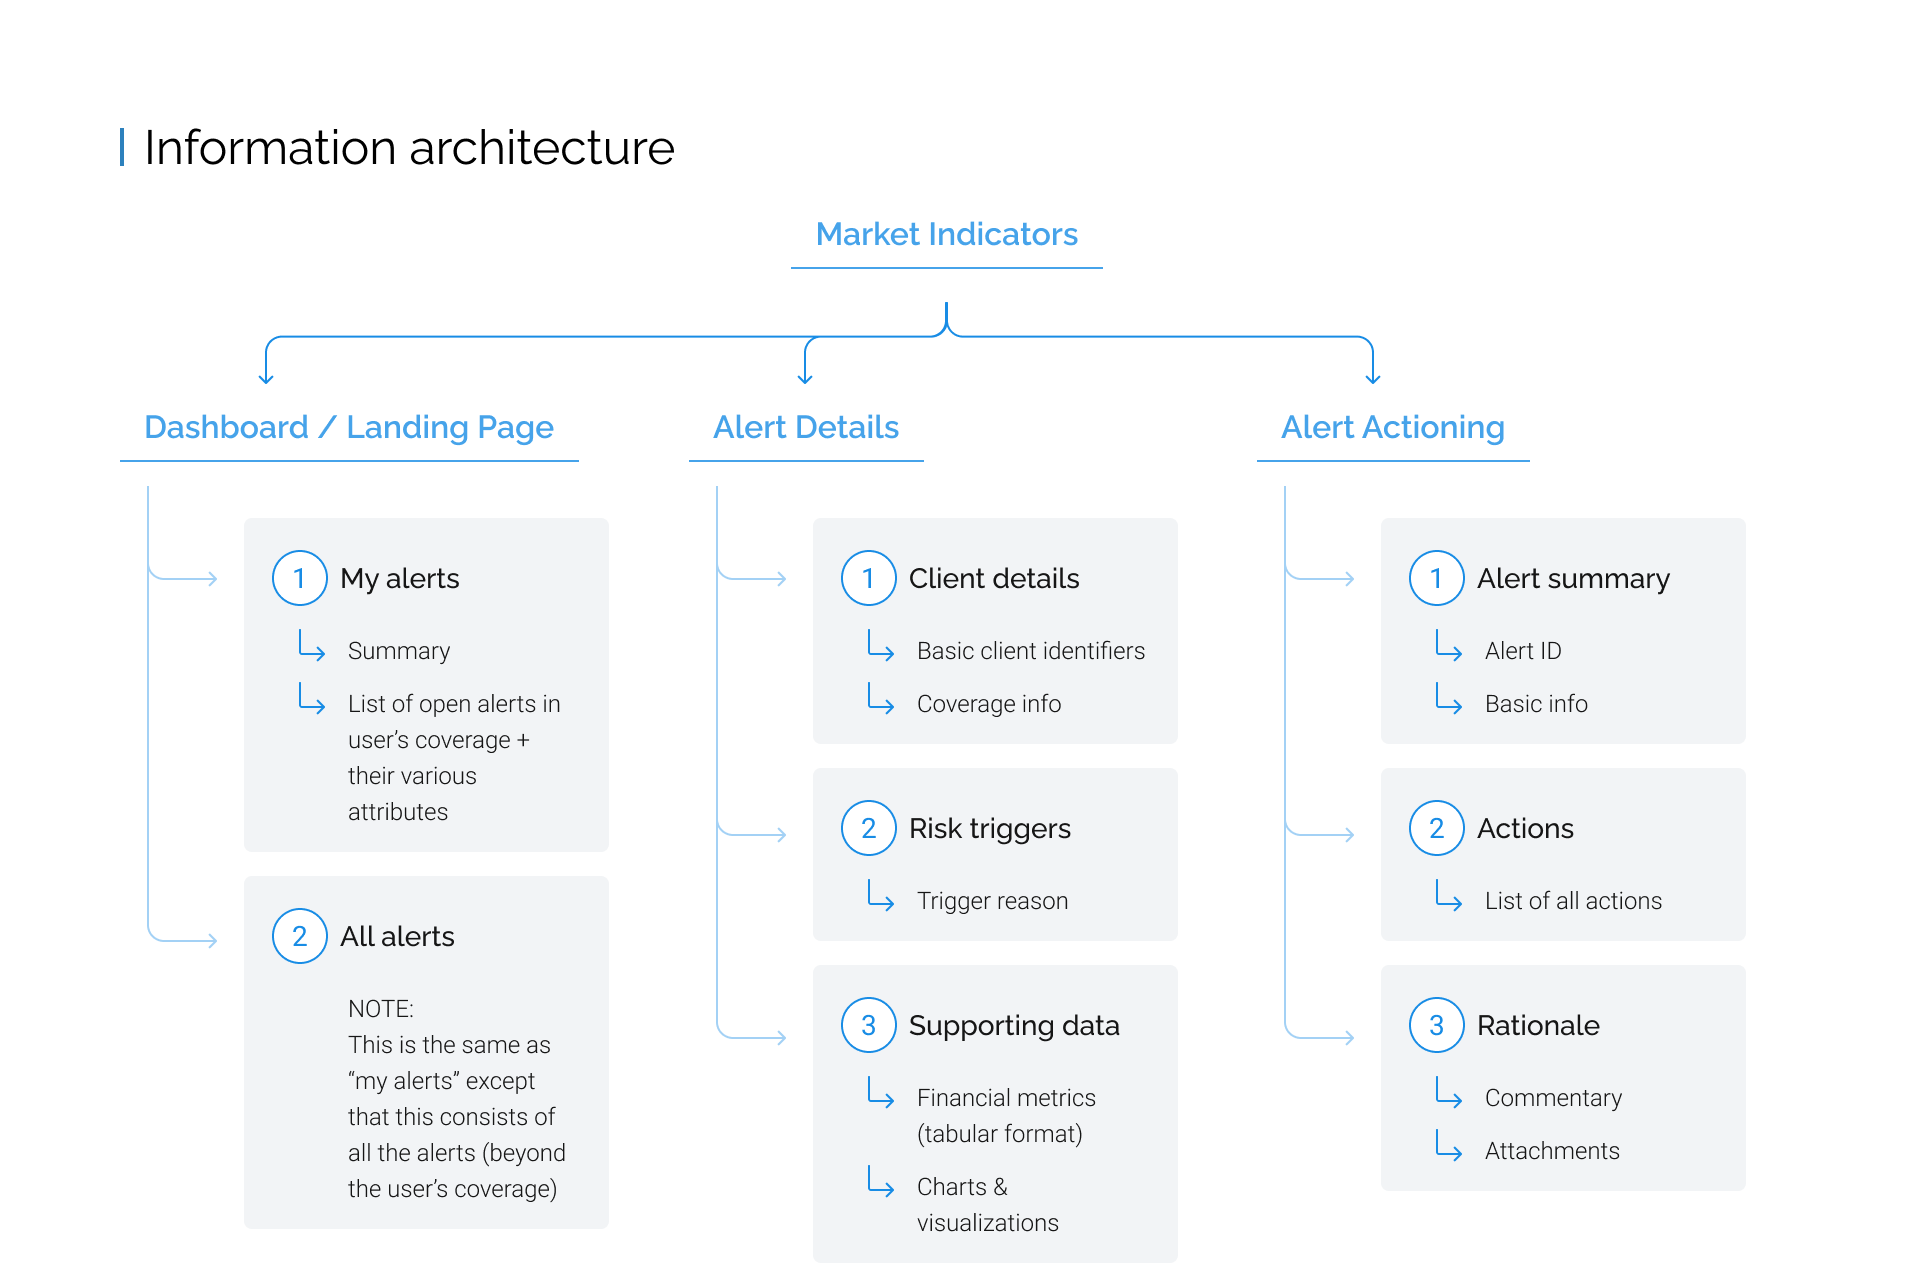 Information architecture
Market Indicators
Dashboard / Landing Page
1 My alerts
Summary
List of open alerts in
user’s coverage +
their various
attributes
2 All alerts
NOTE:
This is the same as
“my alerts” except
that this consists of
all the alerts (beyond
the user’s coverage)
Alert Details
1 Client details
Basic client identifiers
Coverage info
2 Risk triggers
Trigger reason
3 Supporting data
Financial metrics
(tabular format)
Charts &
visualizations
Alert Actioning
1 Alert summary
Alert ID
Basic info
2 Actions
List of all actions
3 Rationale
Commentary
Attachments